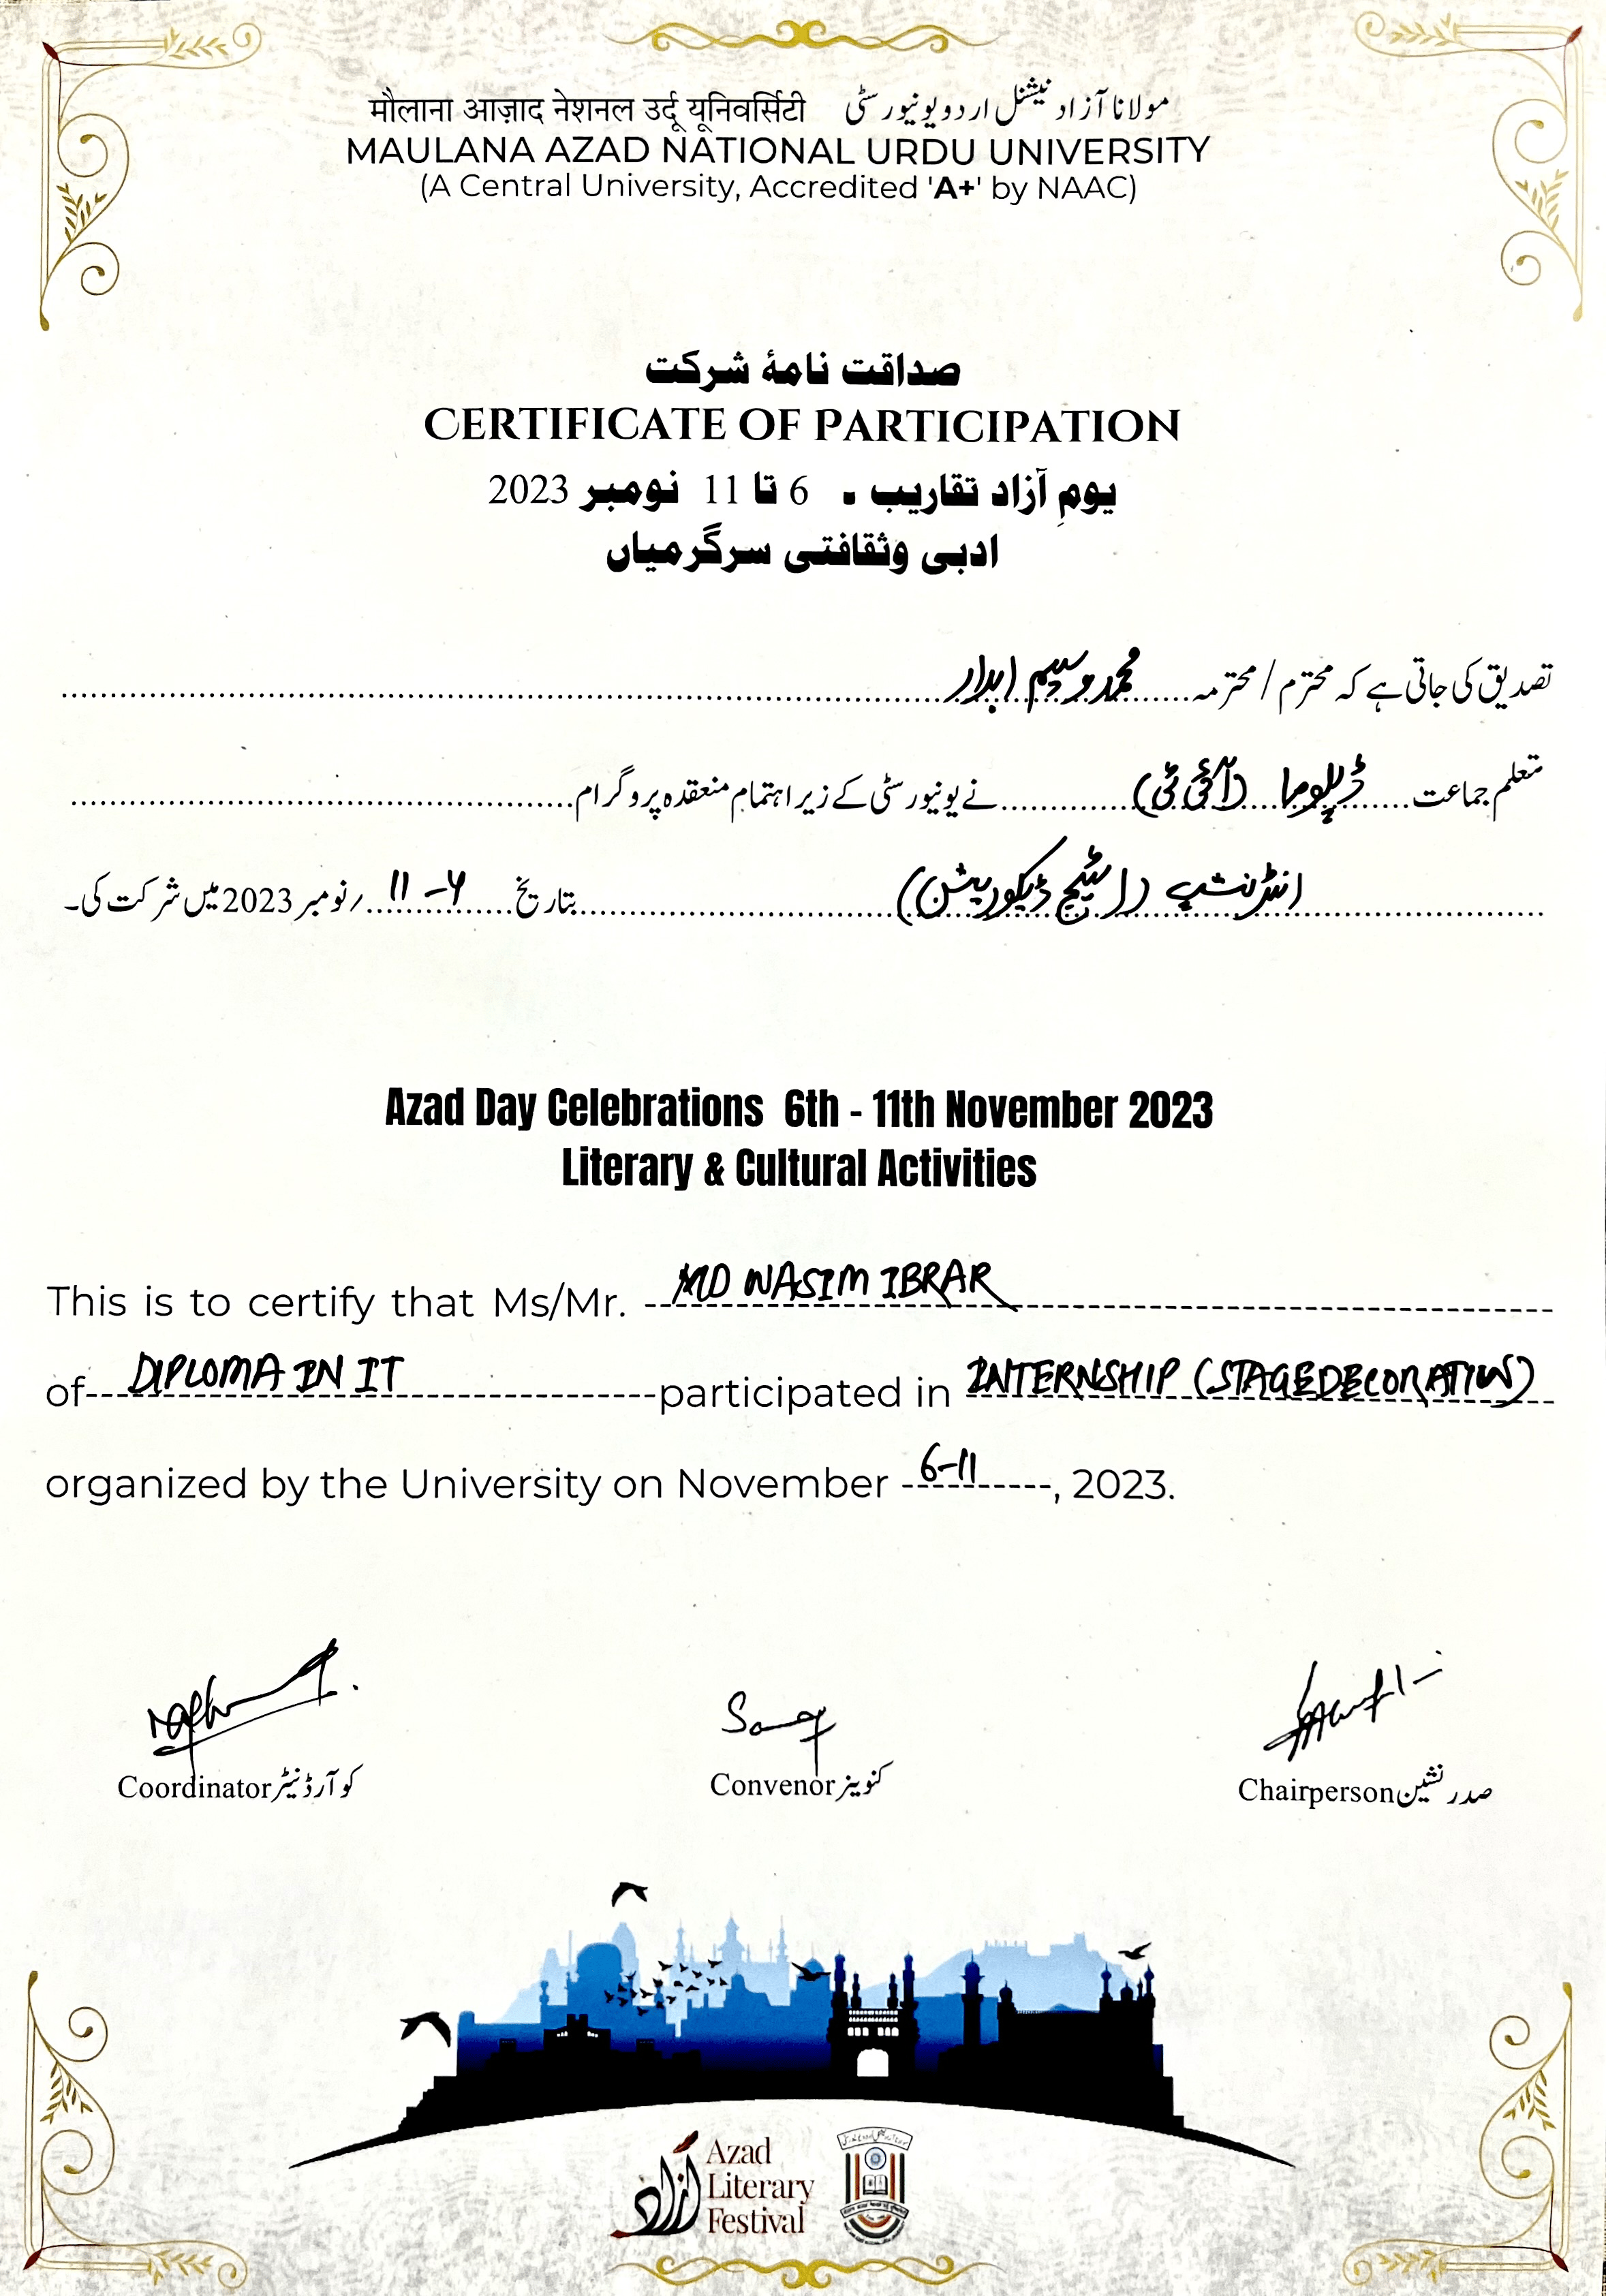 मौलाना आज़ाद नेशनल उर्दू यूनिवर्सिटी مولانا آزاد نیشنل اردو یونیورسٹی
MAULANA AZAD NATIONAL URDU UNIVERSITY
(A Central University, Accredited 'A+' by NAAC)
صداقت نامۂ شرکت
CERTIFICATE OF PARTICIPATION
یومِ آزاد تقاریب ۔ 6 تا 11 نومبر 2023
ادبی وثقافتی سرگرمیاں
تصدیق کی جاتی ہے کہ محترم / محترمہ محمد وسیم ابرار
متعلم جماعت ڈپلوما (آئی ٹی) نے یونیورسٹی کے زیر اہتمام منعقدہ پروگرام
انٹرنشپ (اسٹیج ڈیکوریشن) بتاریخ ۶-۱۱ / نومبر 2023 میں شرکت کی۔
Azad Day Celebrations 6th - 11th November 2023
Literary & Cultural Activities
This is to certify that Ms/Mr. MD WASIM IBRAR
of DIPLOMA IN IT participated in INTERNSHIP (STAGE DECORATION)
organized by the University on November 6-11, 2023.
Coordinator کوآرڈنیٹر Convenor کنوینر Chairperson صدر نشین
آزاد Azad
Literary
Festival